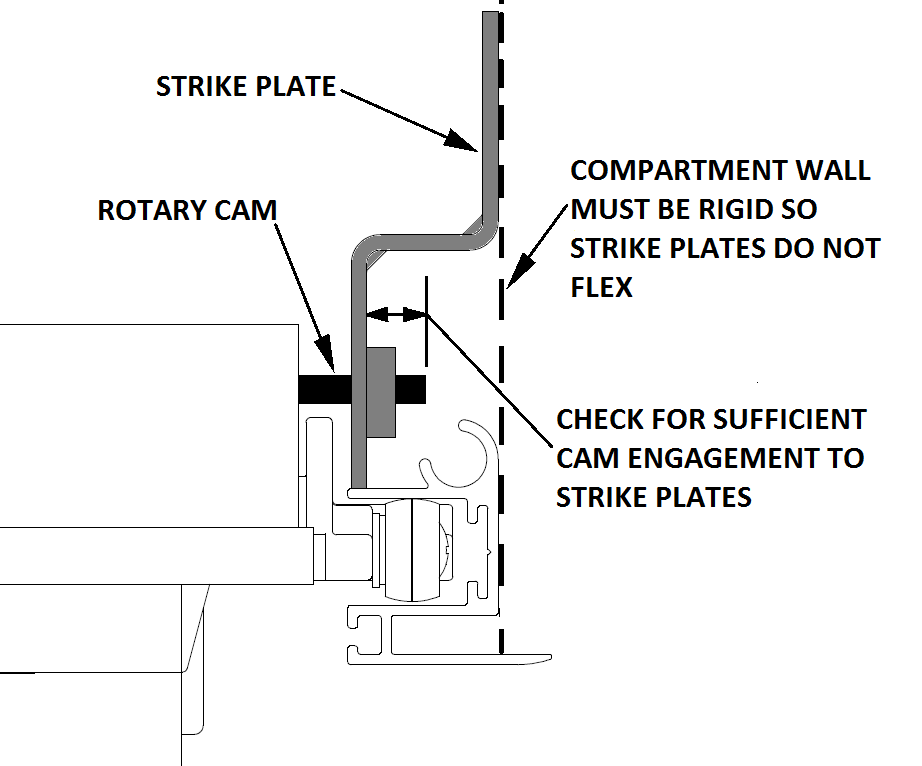 STRIKE PLATE
ROTARY CAM
COMPARTMENT WALL
MUST BE RIGID SO
STRIKE PLATES DO NOT
FLEX
CHECK FOR SUFFICIENT
CAM ENGAGEMENT TO
STRIKE PLATES